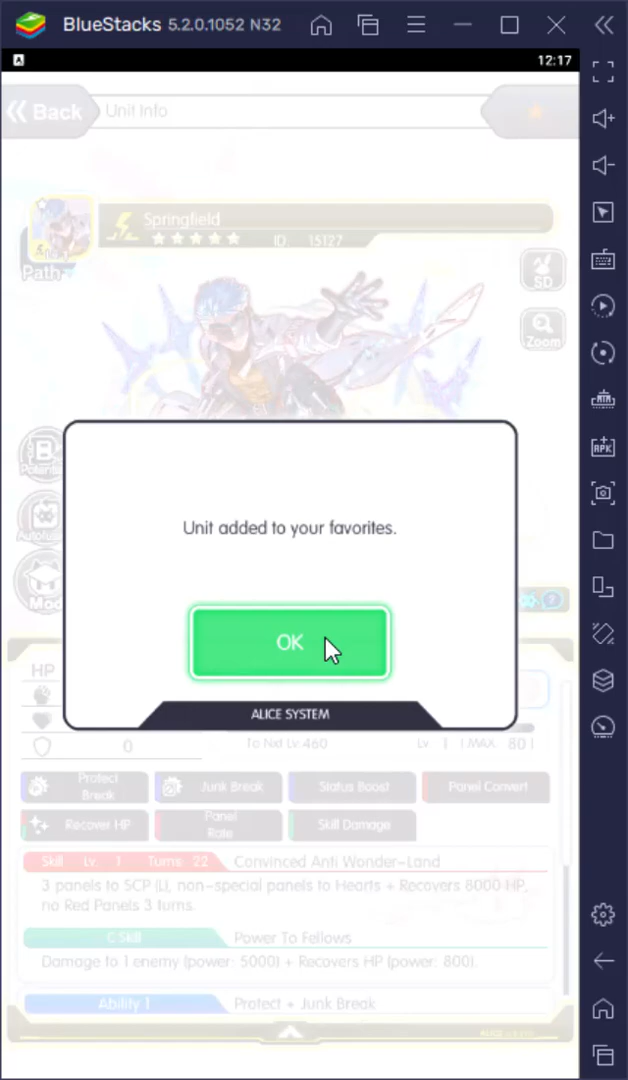 BlueStacks 5.2.0.1052 N32
12:17
Back
Unit Info
Springfield
ID: 15127
Path
SD
Zoom
Unit added to your favorites.
OK
ALICE SYSTEM
HP
0
To Nxt Lv.460
Lv. 1 MAX. 80
Protect Break
Junk Break
Status Boost
Panel Convert
Recover HP
Panel Rate
Skill Damage
Skill Lv. 1 Turns 22
Convinced Anti Wonder-Land
3 panels to SCP (L), non-special panels to Hearts + Recovers 8000 HP,
no Red Panels 3 turns.
C Skill
Power To Fellows
Damage to 1 enemy (power: 5000) + Recovers HP (power: 800).
Ability 1
Protect + Junk Break